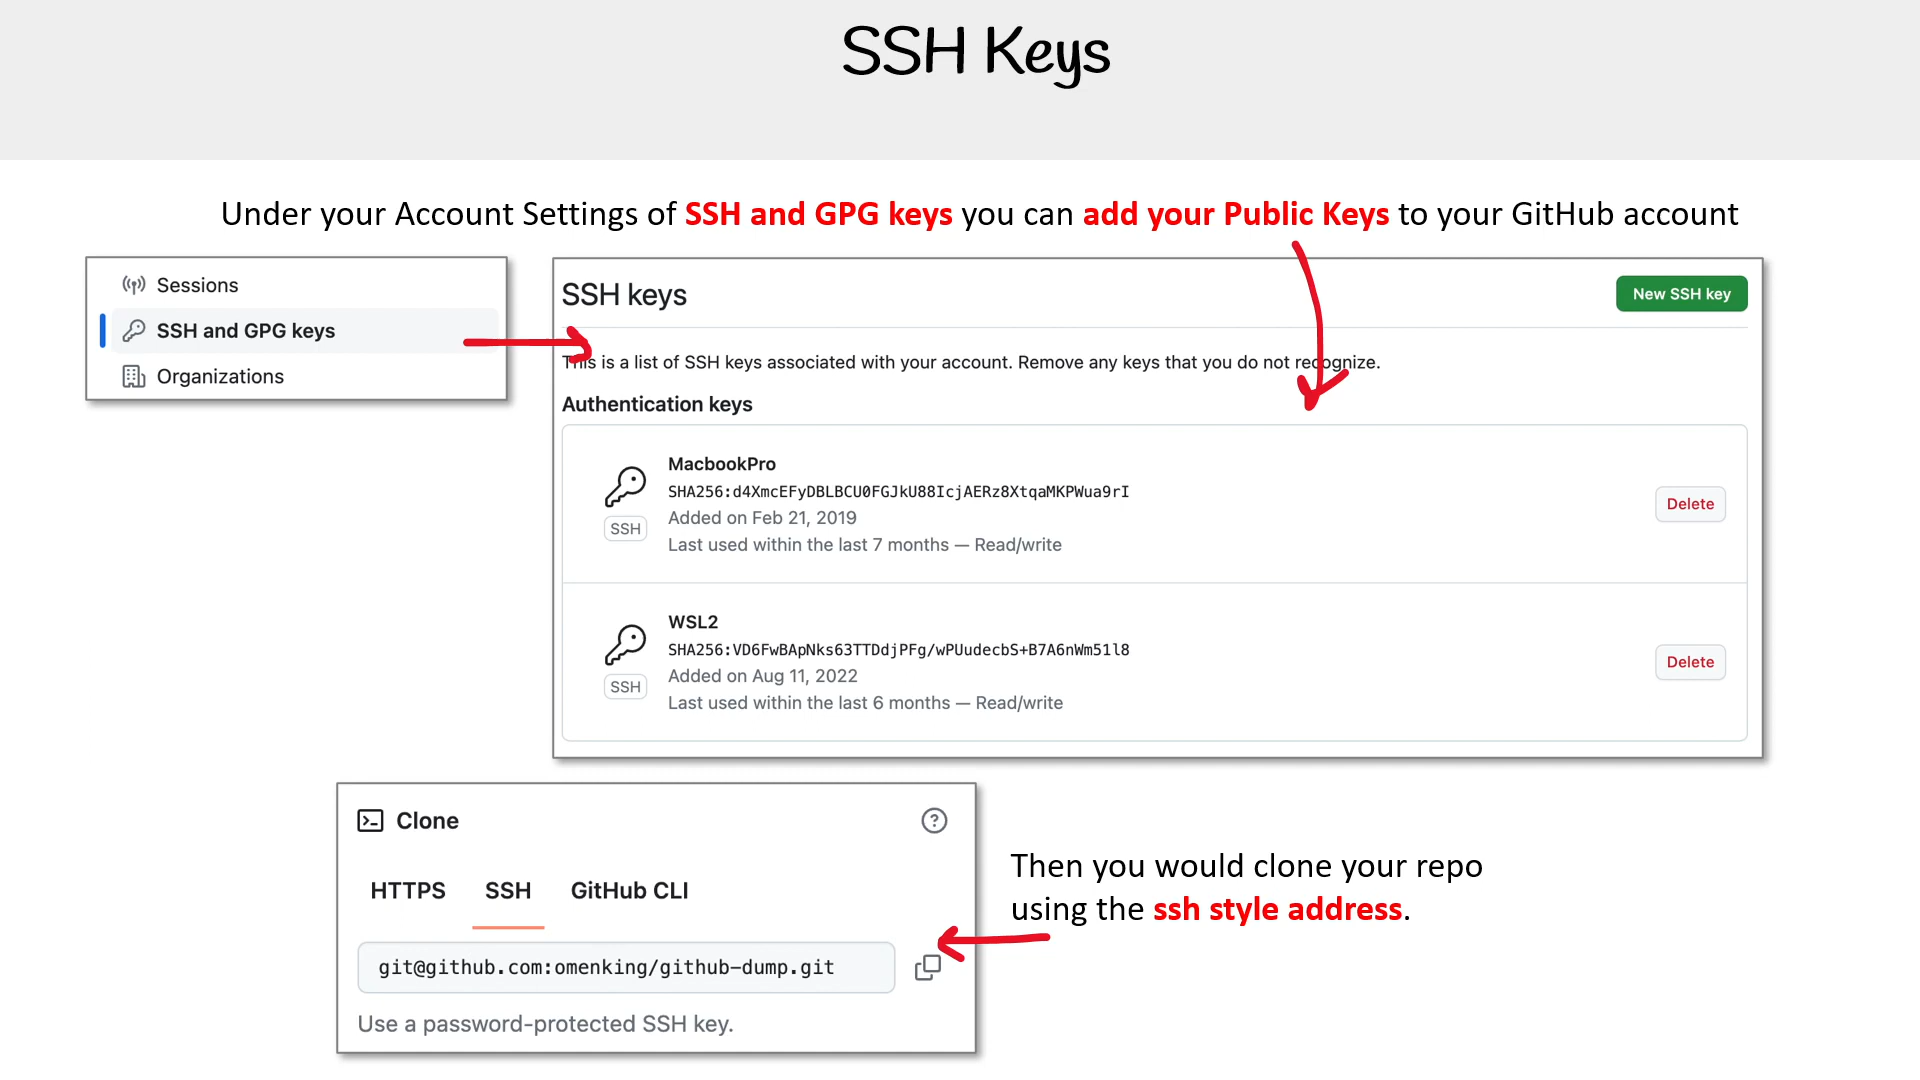 SSH Keys
Under your Account Settings of SSH and GPG keys you can add your Public Keys to your GitHub account
Sessions
SSH and GPG keys
Organizations
SSH keys
New SSH key
This is a list of SSH keys associated with your account. Remove any keys that you do not recognize.
Authentication keys
MacbookPro
SHA256:d4XmcEFyDBLBCU0FGJkU88IcjAERz8XtqaMKPWua9rI
Added on Feb 21, 2019
Last used within the last 7 months — Read/write
SSH
Delete
WSL2
SHA256:VD6FwBApNks63TTDdjPFg/wPUudecbS+B7A6nWm51l8
Added on Aug 11, 2022
Last used within the last 6 months — Read/write
SSH
Delete
Clone
HTTPS SSH GitHub CLI
git@github.com:omenking/github-dump.git
Use a password-protected SSH key.
Then you would clone your repo
using the ssh style address.